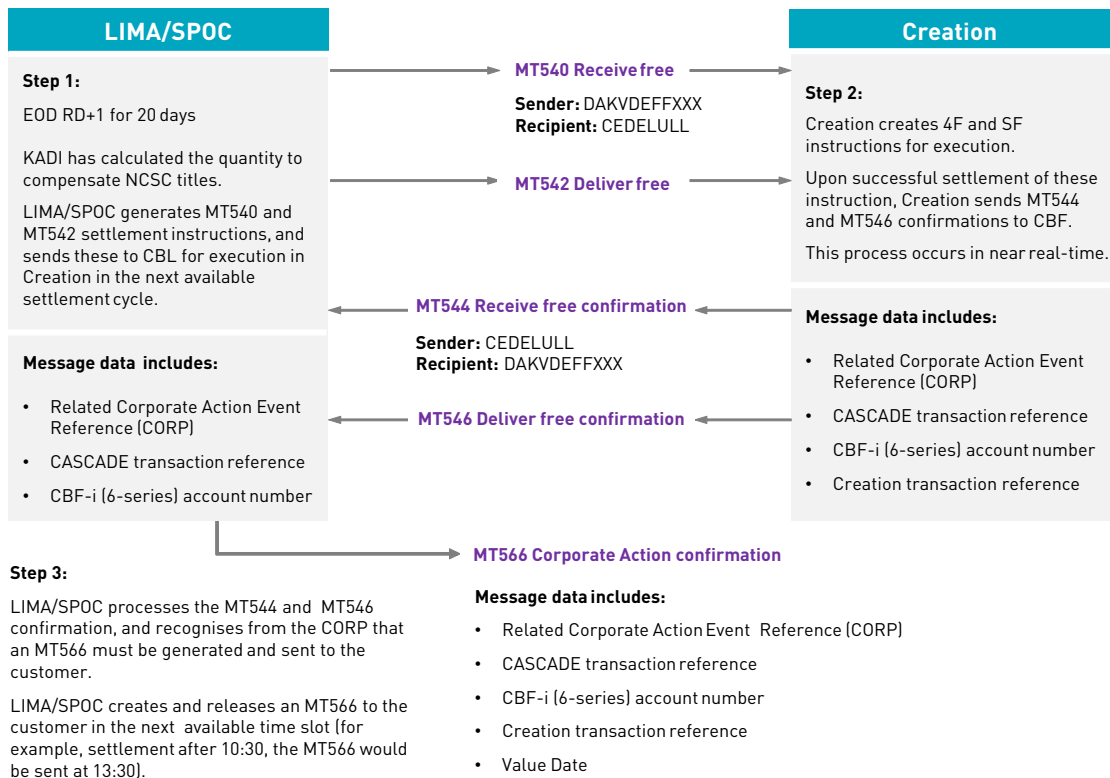 LIMA/SPOC
Step 1:
EOD RD+1 for 20 days
KADI has calculated the quantity to
compensate NCSC titles.
LIMA/SPOC generates MT540 and
MT542 settlement instructions, and
sends these to CBL for execution in
Creation in the next available
settlement cycle.
Message data includes:
• Related Corporate Action Event
Reference (CORP)
• CASCADE transaction reference
• CBF-i (6-series) account number
MT540 Receive free
Sender: DAKVDEFFXXX
Recipient: CEDELULL
MT542 Deliver free
MT544 Receive free confirmation
Sender: CEDELULL
Recipient: DAKVDEFFXXX
MT546 Deliver free confirmation
Creation
Step 2:
Creation creates 4F and SF
instructions for execution.
Upon successful settlement of these
instruction, Creation sends MT544
and MT546 confirmations to CBF.
This process occurs in near real-time.
Message data includes:
• Related Corporate Action Event
Reference (CORP)
• CASCADE transaction reference
• CBF-i (6-series) account number
• Creation transaction reference
Step 3:
LIMA/SPOC processes the MT544 and MT546
confirmation, and recognises from the CORP that
an MT566 must be generated and sent to the
customer.
LIMA/SPOC creates and releases an MT566 to the
customer in the next available time slot (for
example, settlement after 10:30, the MT566 would
be sent at 13:30).
MT566 Corporate Action confirmation
Message data includes:
• Related Corporate Action Event Reference (CORP)
• CASCADE transaction reference
• CBF-i (6-series) account number
• Creation transaction reference
• Value Date